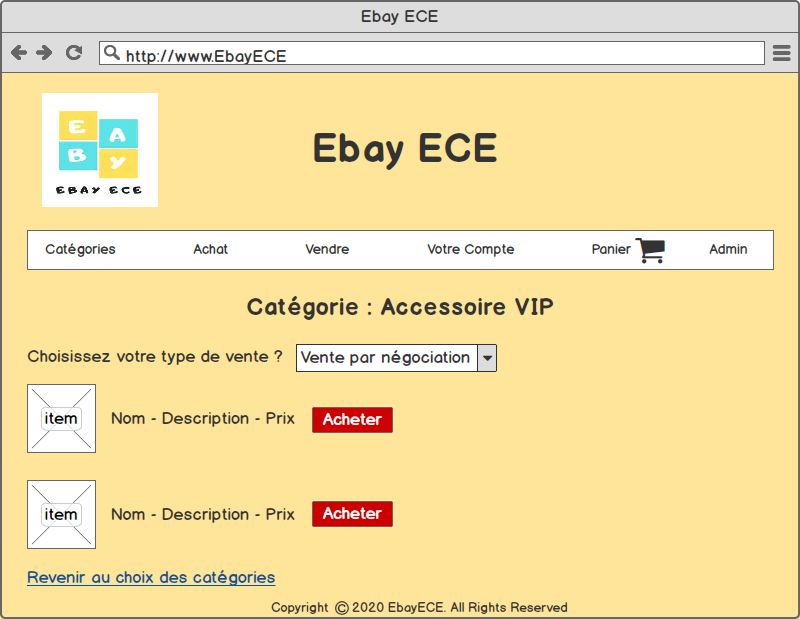 Ebay ECE
http://www.EbayECE
E
A
B
Y
EBAY ECE
Ebay ECE
Catégories Achat Vendre Votre Compte Panier Admin
Catégorie : Accessoire VIP
Choisissez votre type de vente ? Vente par négociation
item Nom - Description - Prix Acheter
item Nom - Description - Prix Acheter
Revenir au choix des catégories
Copyright © 2020 EbayECE. All Rights Reserved